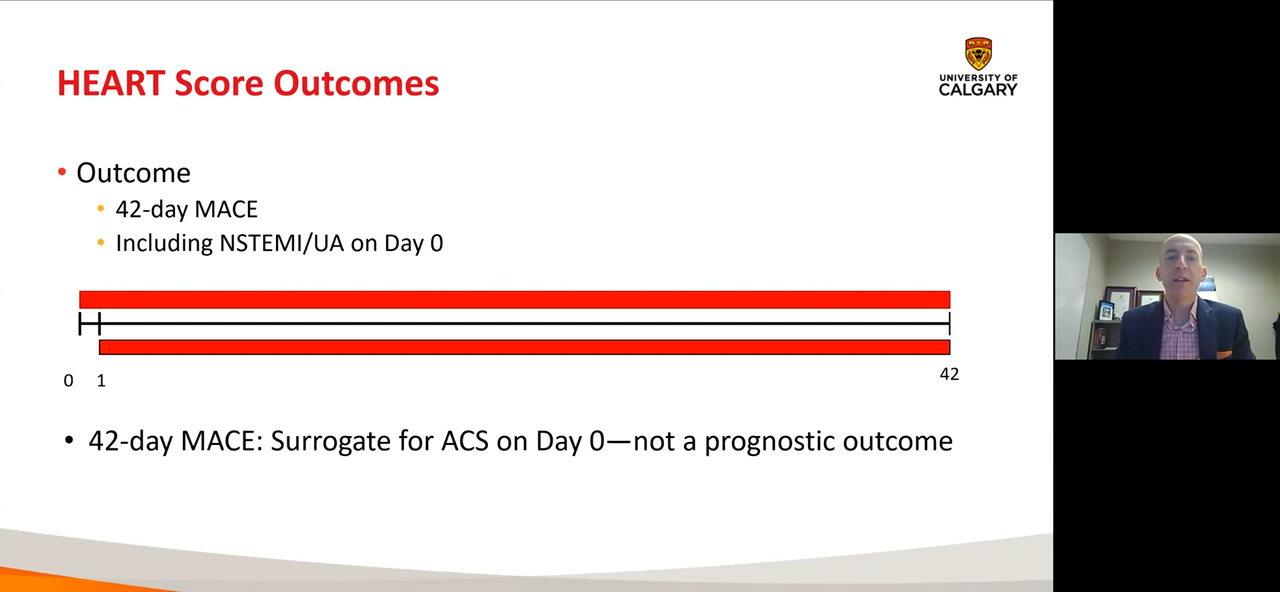 HEART Score Outcomes
UNIVERSITY OF
CALGARY
• Outcome
• 42-day MACE
• Including NSTEMI/UA on Day 0
0 1 42
• 42-day MACE: Surrogate for ACS on Day 0—not a prognostic outcome